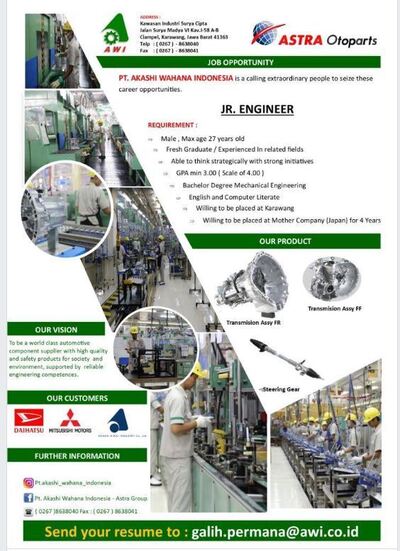 ADDRESS :
Kawasan Industri Surya Cipta
Jalan Surya Madya VI Kav.I-58 A-B
Ciampel, Karawang, Jawa Barat 41363
Telp : ( 0267 ) - 8638040
Fax : ( 0267 ) - 8638041
AWI
ASTRA Otoparts
JOB OPPORTUNITY
PT. AKASHI WAHANA INDONESIA is a calling extraordinary people to seize these
career opportunities.
JR. ENGINEER
REQUIREMENT :
Male , Max age 27 years old
Fresh Graduate / Experienced In related fields
Able to think strategically with strong initiatives
GPA min 3.00 ( Scale of 4.00 )
Bachelor Degree Mechanical Engineering
English and Computer Literate
Willing to be placed at Karawang
Willing to be placed at Mother Company (Japan) for 4 Years
OUR PRODUCT
Transmision Assy FR
Transmision Assy FF
Steering Gear
OUR VISION
To be a world class automotive
component supplier with high quality
and safety products for society and
environment, supported by reliable
engineering competences.
OUR CUSTOMERS
DAIHATSU
MITSUBISHI
MOTORS
FURTHER INFORMATION
Pt.akashi_wahana_indonesia
Pt. Akashi Wahana Indonesia - Astra Group
( 0267 )8638040 Fax : ( 0267 ) 8638041
Send your resume to : galih.permana@awi.co.id